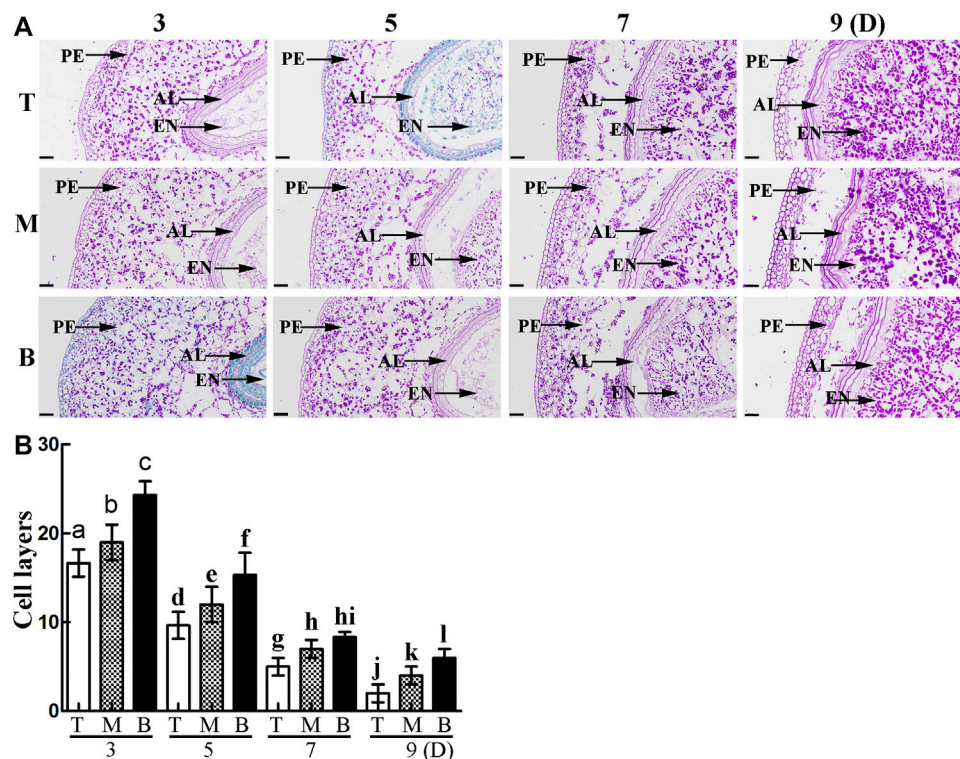 A 3 5 7 9 (D)
PE PE PE PE
T AL AL AL AL
EN EN EN EN
PE PE PE PE
M AL AL AL AL
EN EN EN EN
PE PE PE PE
B AL AL AL AL
EN EN EN EN
B
Cell layers
30
20
10
0
a b c d e f g h hi j k l
T M B T M B T M B T M B
3 5 7 9 (D)